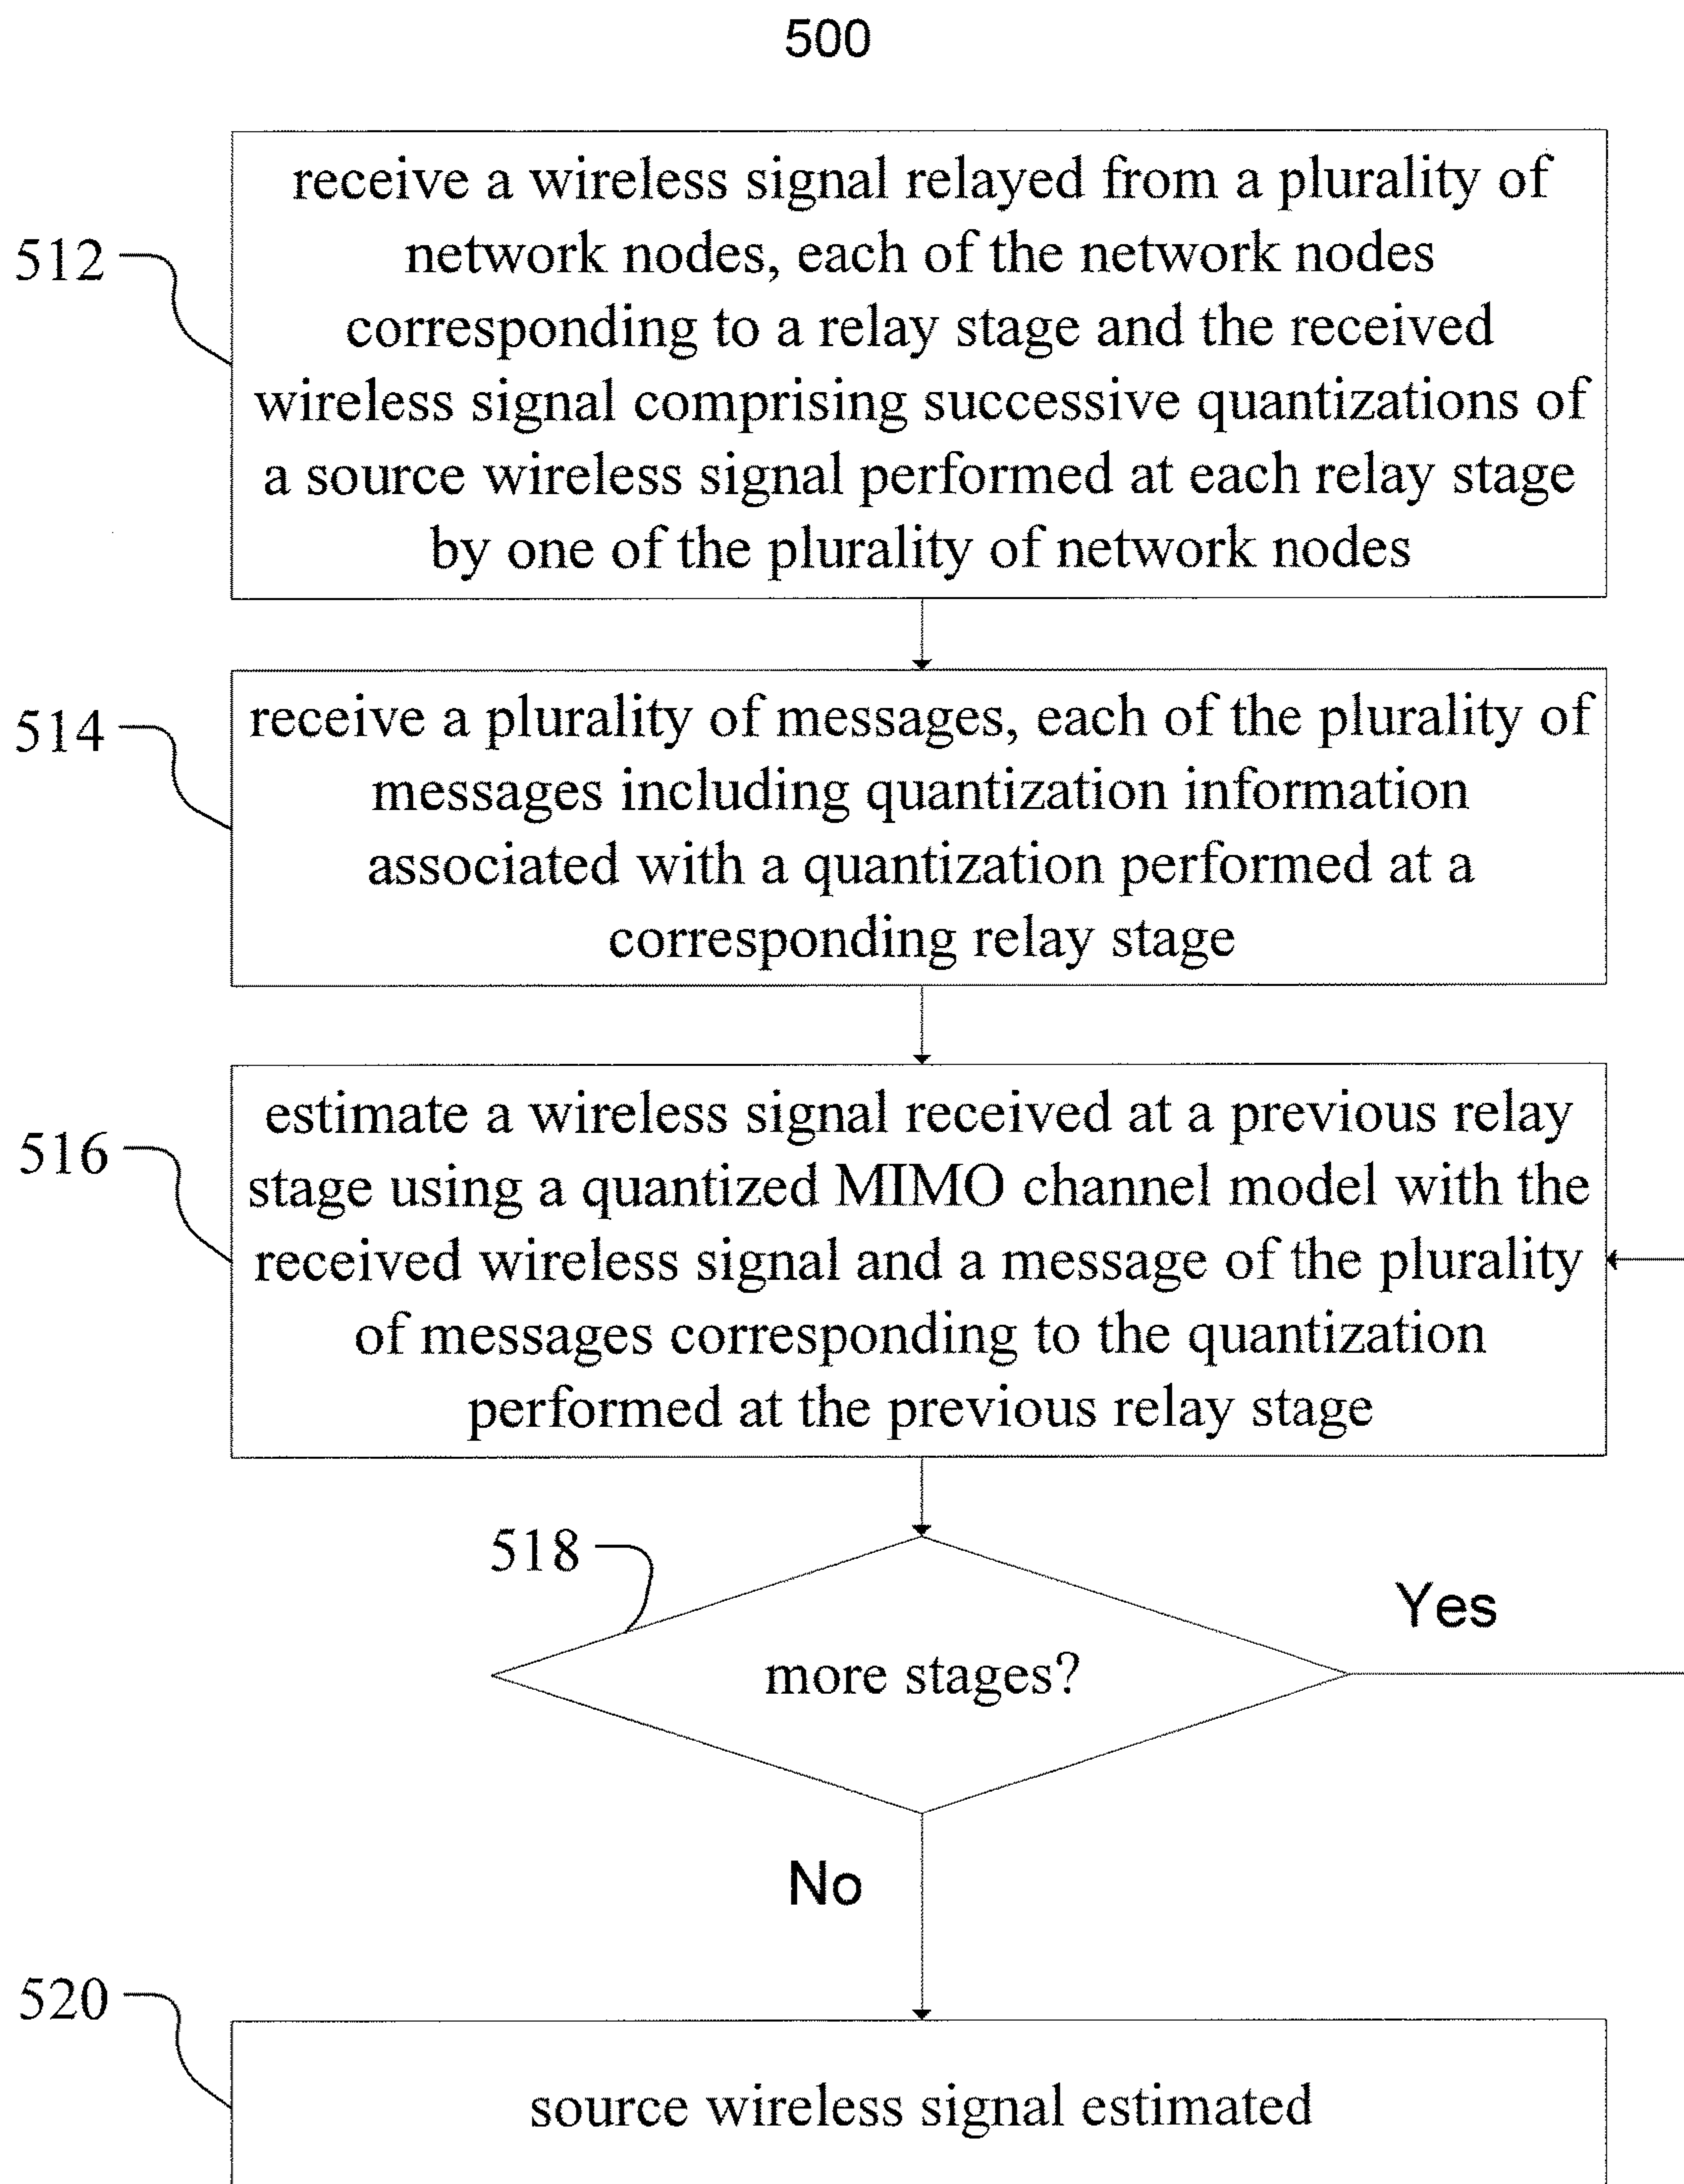 500
512
receive a wireless signal relayed from a plurality of
network nodes, each of the network nodes
corresponding to a relay stage and the received
wireless signal comprising successive quantizations of
a source wireless signal performed at each relay stage
by one of the plurality of network nodes
514
receive a plurality of messages, each of the plurality of
messages including quantization information
associated with a quantization performed at a
corresponding relay stage
516
estimate a wireless signal received at a previous relay
stage using a quantized MIMO channel model with the
received wireless signal and a message of the plurality
of messages corresponding to the quantization
performed at the previous relay stage
518
more stages?
Yes
No
520
source wireless signal estimated